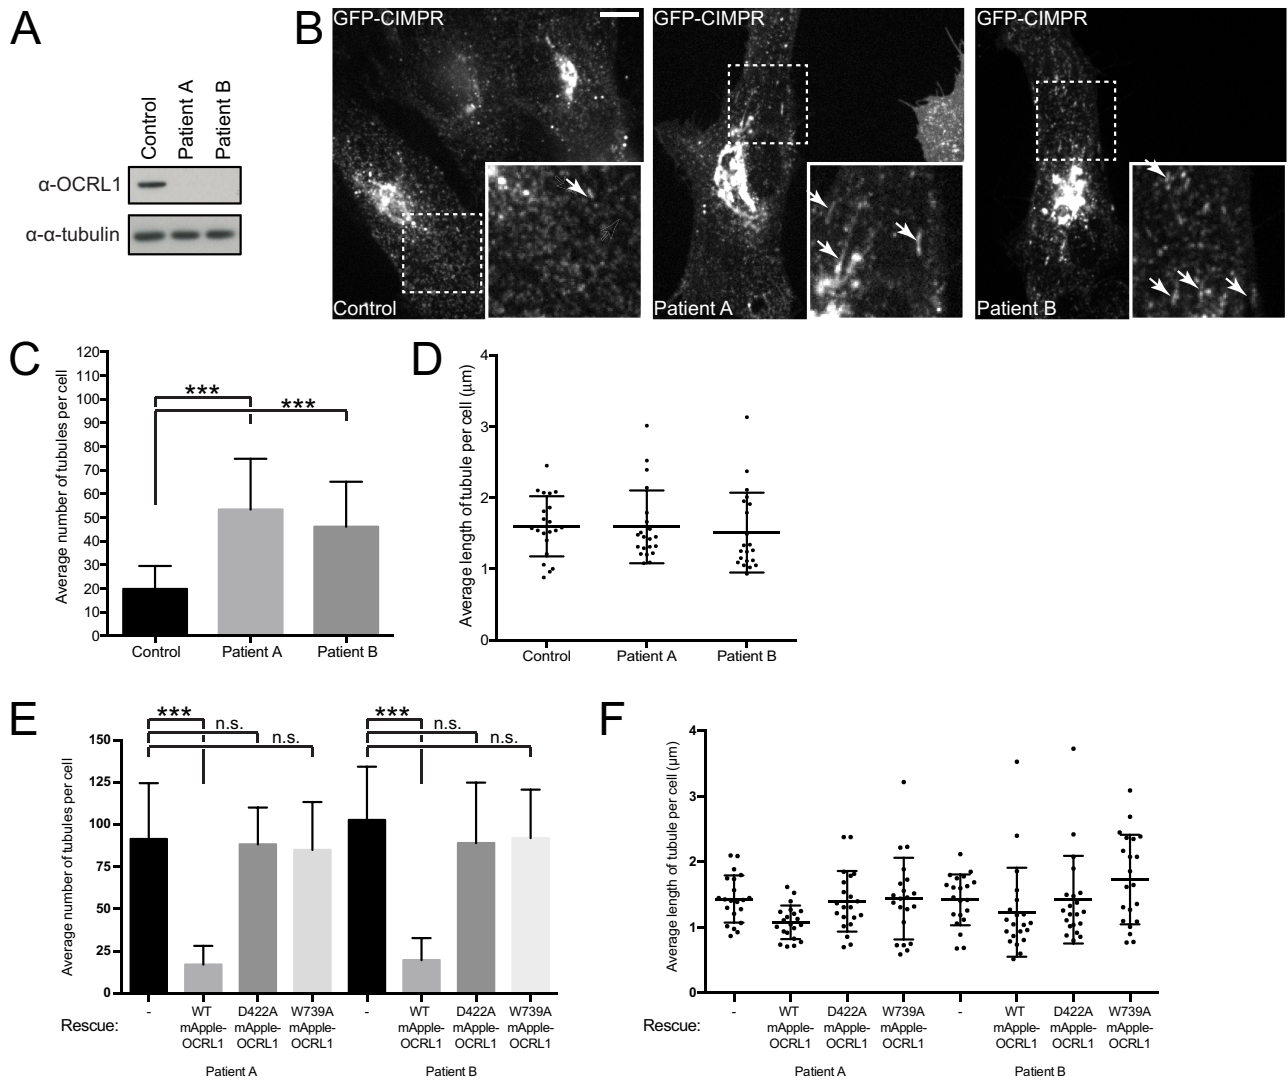 A
Control
Patient A
Patient B
α-OCRL1
α-α-tubulin
B
GFP-CIMPR
GFP-CIMPR
GFP-CIMPR
Control
Patient A
Patient B
C
Average number of tubules per cell
120
110
100
90
80
70
60
50
40
30
20
10
0
***
***
Control
Patient A
Patient B
D
Average length of tubule per cell (µm)
4
3
2
1
0
Control
Patient A
Patient B
E
Average number of tubules per cell
150
125
100
75
50
25
0
***
n.s.
n.s.
***
n.s.
n.s.
Rescue:
-
WT
mApple-
OCRL1
D422A
mApple-
OCRL1
W739A
mApple-
OCRL1
-
WT
mApple-
OCRL1
D422A
mApple-
OCRL1
W739A
mApple-
OCRL1
Patient A
Patient B
F
Average length of tubule per cell (µm)
4
3
2
1
0
Rescue:
-
WT
mApple-
OCRL1
D422A
mApple-
OCRL1
W739A
mApple-
OCRL1
-
WT
mApple-
OCRL1
D422A
mApple-
OCRL1
W739A
mApple-
OCRL1
Patient A
Patient B